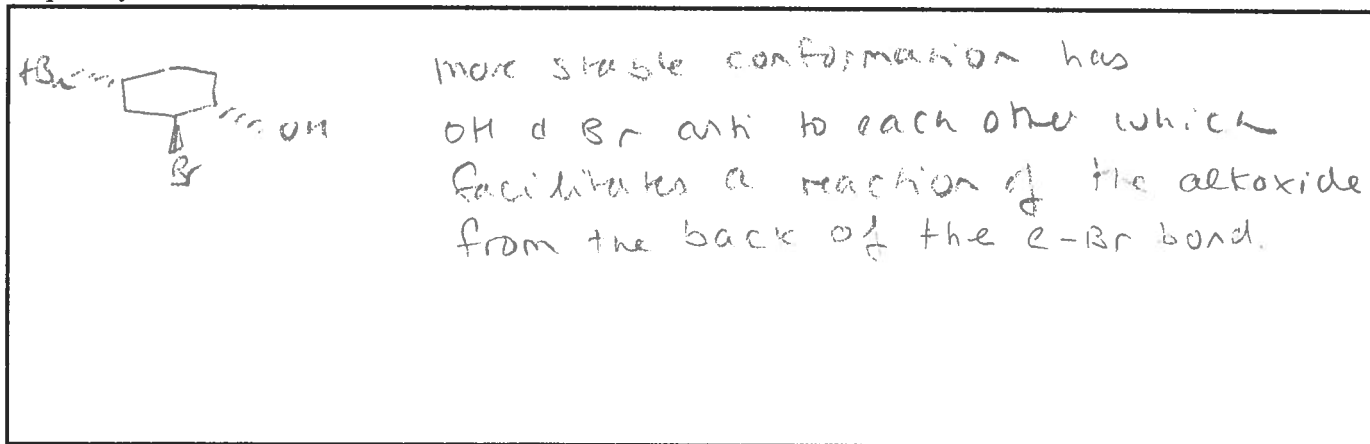 tBu
OH
Br
more stable conformation has
OH & Br anti to each other which
facilitates a reaction of the alkoxide
from the back of the C-Br bond.